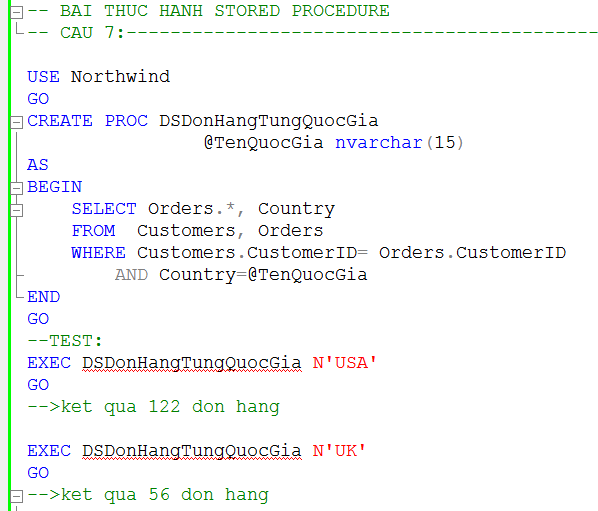 -- BAI THUC HANH STORED PROCEDURE
-- CAU 7:-------------------------------------------
USE Northwind
GO
CREATE PROC DSDonHangTungQuocGia
@TenQuocGia nvarchar(15)
AS
BEGIN
SELECT Orders.*, Country
FROM  Customers, Orders
WHERE Customers.CustomerID= Orders.CustomerID
AND Country=@TenQuocGia
END
GO
--TEST:
EXEC DSDonHangTungQuocGia N'USA'
GO
-->ket qua 122 don hang
EXEC DSDonHangTungQuocGia N'UK'
GO
-->ket qua 56 don hang